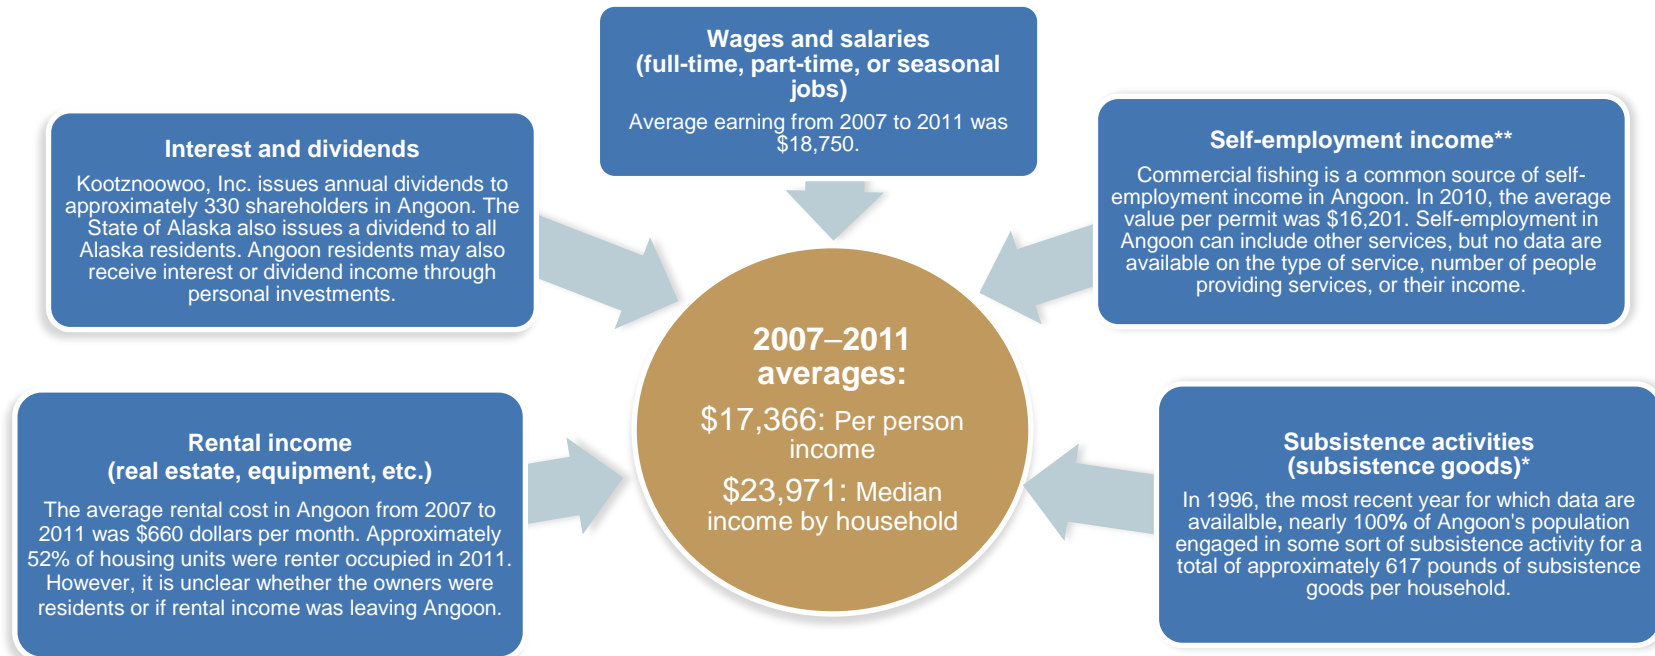 Wages and salaries
(full-time, part-time, or seasonal
jobs)
Average earning from 2007 to 2011 was
$18,750.
Interest and dividends
Kootznoowoo, Inc. issues annual dividends to
approximately 330 shareholders in Angoon. The
State of Alaska also issues a dividend to all
Alaska residents. Angoon residents may also
receive interest or dividend income through
personal investments.
Self-employment income**
Commercial fishing is a common source of self-
employment income in Angoon. In 2010, the average
value per permit was $16,201. Self-employment in
Angoon can include other services, but no data are
available on the type of service, number of people
providing services, or their income.
2007–2011
averages:
$17,366: Per person
income
$23,971: Median
income by household
Rental income
(real estate, equipment, etc.)
The average rental cost in Angoon from 2007 to
2011 was $660 dollars per month. Approximately
52% of housing units were renter occupied in 2011.
However, it is unclear whether the owners were
residents or if rental income was leaving Angoon.
Subsistence activities
(subsistence goods)*
In 1996, the most recent year for which data are
availalble, nearly 100% of Angoon's population
engaged in some sort of subsistence activity for a
total of approximately 617 pounds of subsistence
goods per household.